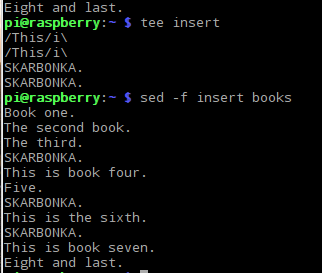 Eight and last.
pi@raspberry:~ $ tee insert
/This/i\
/This/i\
SKARBONKA.
SKARBONKA.
pi@raspberry:~ $ sed -f insert books
Book one.
The second book.
The third.
SKARBONKA.
This is book four.
Five.
SKARBONKA.
This is the sixth.
SKARBONKA.
This is book seven.
Eight and last.